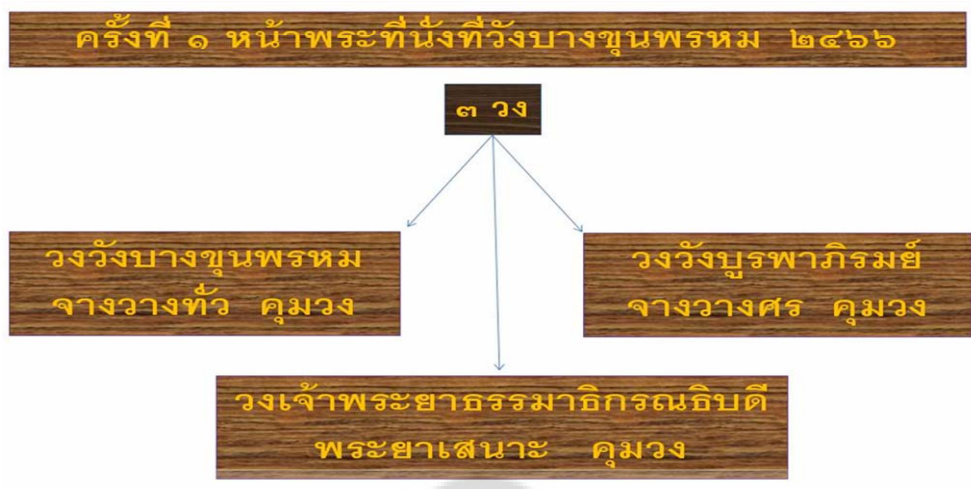 ครั้งที่ ๑ หน้าพระที่นั่งที่วังบางขุนพรหม ๒๔๖๖
๓ วง
วงวังบางขุนพรหม
จางวางทั่ว คุมวง
วงวังบูรพาภิรมย์
จางวางศร คุมวง
วงเจ้าพระยาธรรมาธิกรณธิบดี
พระยาเสนาะ คุมวง